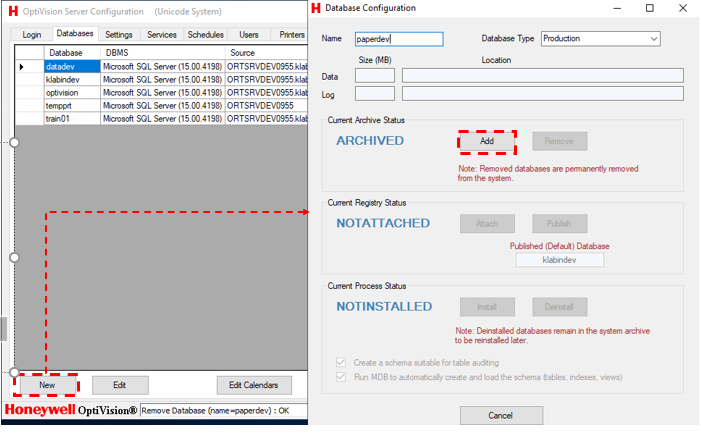 H OptiVision Server Configuration (Unicode System)
Login Databases Settings Services Schedules Users Printers
Database DBMS Source
datadev Microsoft SQL Server (15.00.4198) ORTSRVDEV0955.klab
klabindev Microsoft SQL Server (15.00.4198) ORTSRVDEV0955.klab
optivision Microsoft SQL Server (15.00.4198) ORTSRVDEV0955.klab
tempprt Microsoft SQL Server (15.00.4198) ORTSRVDEV0955
train01 Microsoft SQL Server (15.00.4198) ORTSRVDEV0955.klab
New Edit Edit Calendars
Honeywell OptiVision® Remove Database (name=paperdev) : OK
H Database Configuration
Name paperdev Database Type Production
Size (MB) Location
Data
Log
Current Archive Status
ARCHIVED Add Remove
Note: Removed databases are permanently removed
from the system.
Current Registry Status
NOTATTACHED Attach Publish
Published (Default) Database
klabindev
Current Process Status
NOTINSTALLED Install Deinstall
Note: Deinstalled databases remain in the system archive
to be reinstalled later.
Create a schema suitable for table auditing
Run MDB to automatically create and load the schema (tables, indexes, views)
Cancel